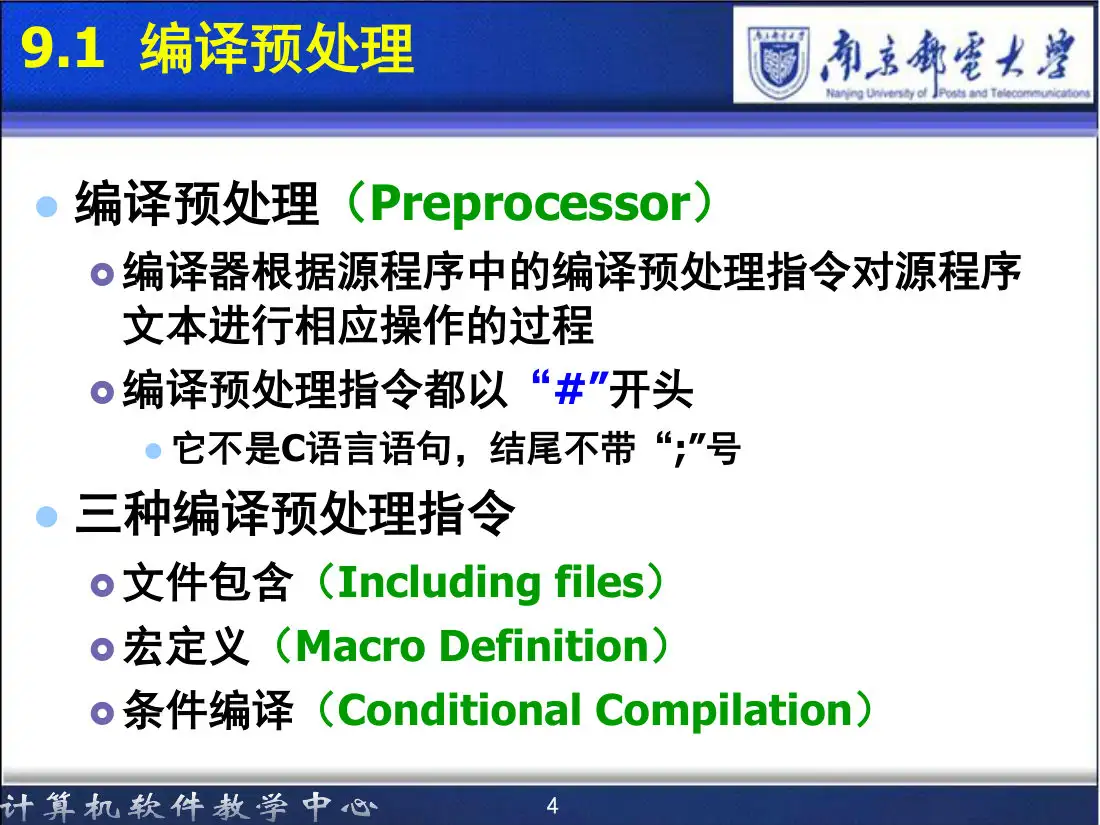 9.1 编译预处理
南京郵電大學
Nanjing University of Posts and Telecommunications
编译预处理（Preprocessor）
编译器根据源程序中的编译预处理指令对源程序
文本进行相应操作的过程
编译预处理指令都以“#”开头
它不是C语言语句，结尾不带“;”号
三种编译预处理指令
文件包含（Including files）
宏定义（Macro Definition）
条件编译（Conditional Compilation）
计算机软件教学中心
4